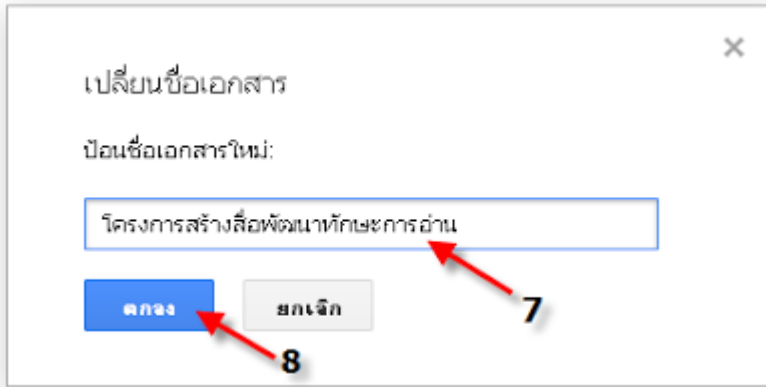 ×
เปลี่ยนชื่อเอกสาร
ป้อนชื่อเอกสารใหม่:
โครงการสร้างสื่อพัฒนาทักษะการอ่าน
ตกลง ยกเลิก 7
8